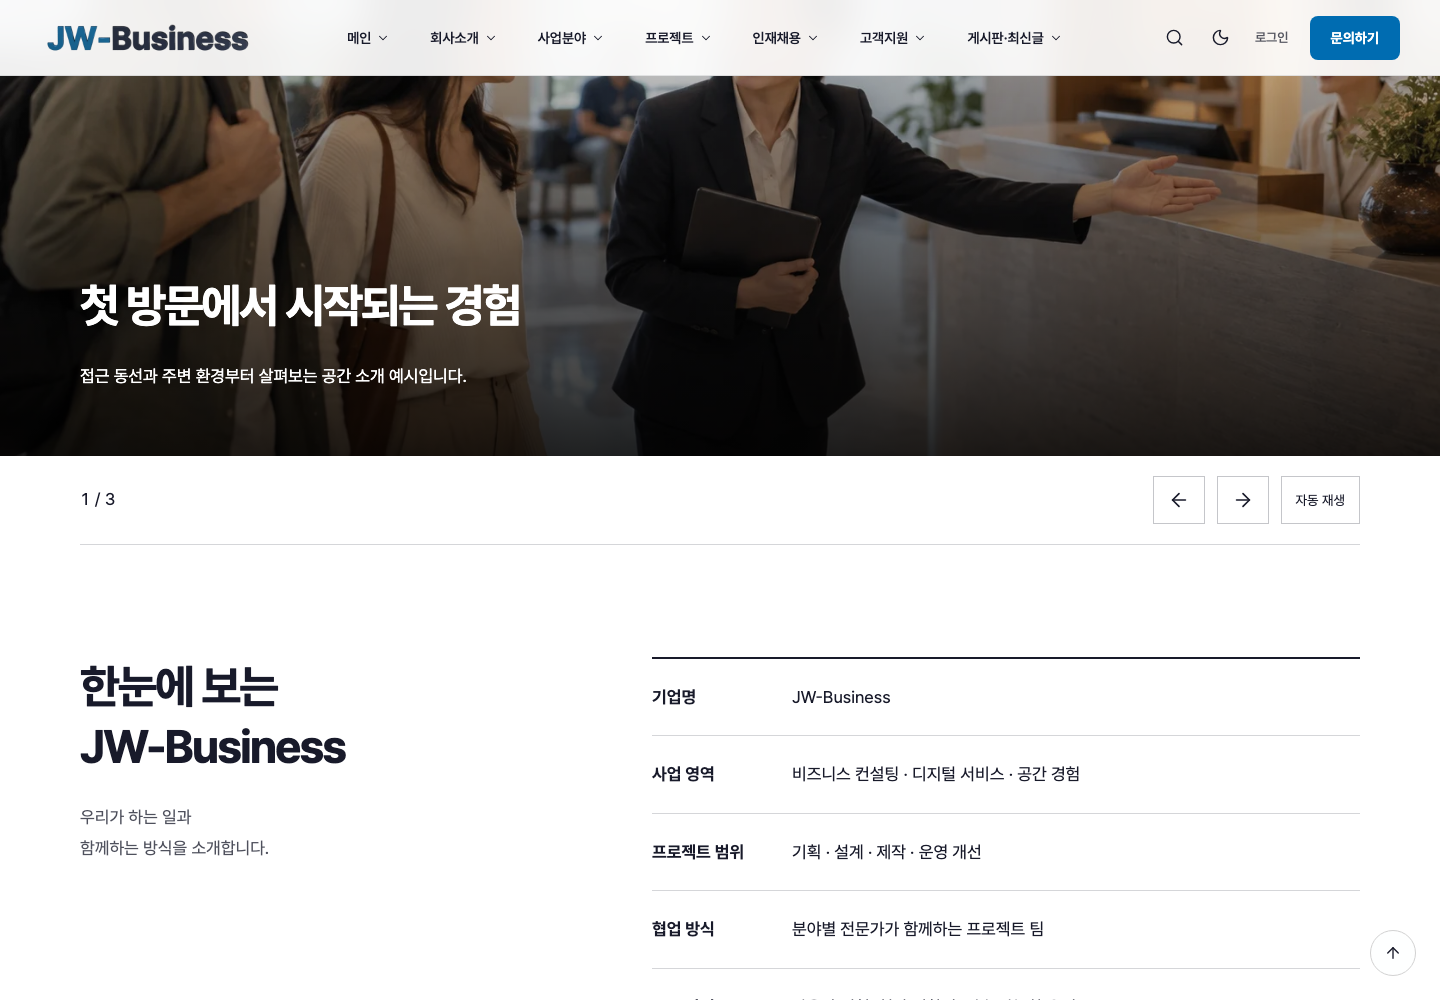 JW-Business
메인
회사소개
사업분야
프로젝트
인재채용
고객지원
게시판·최신글
로그인
문의하기
첫 방문에서 시작되는 경험
접근 동선과 주변 환경부터 살펴보는 공간 소개 예시입니다.
1 / 3
자동 재생
한눈에 보는
JW-Business
우리가 하는 일과
함께하는 방식을 소개합니다.
기업명
JW-Business
사업 영역
비즈니스 컨설팅 · 디지털 서비스 · 공간 경험
프로젝트 범위
기획 · 설계 · 제작 · 운영 개선
협업 방식
분야별 전문가가 함께하는 프로젝트 팀